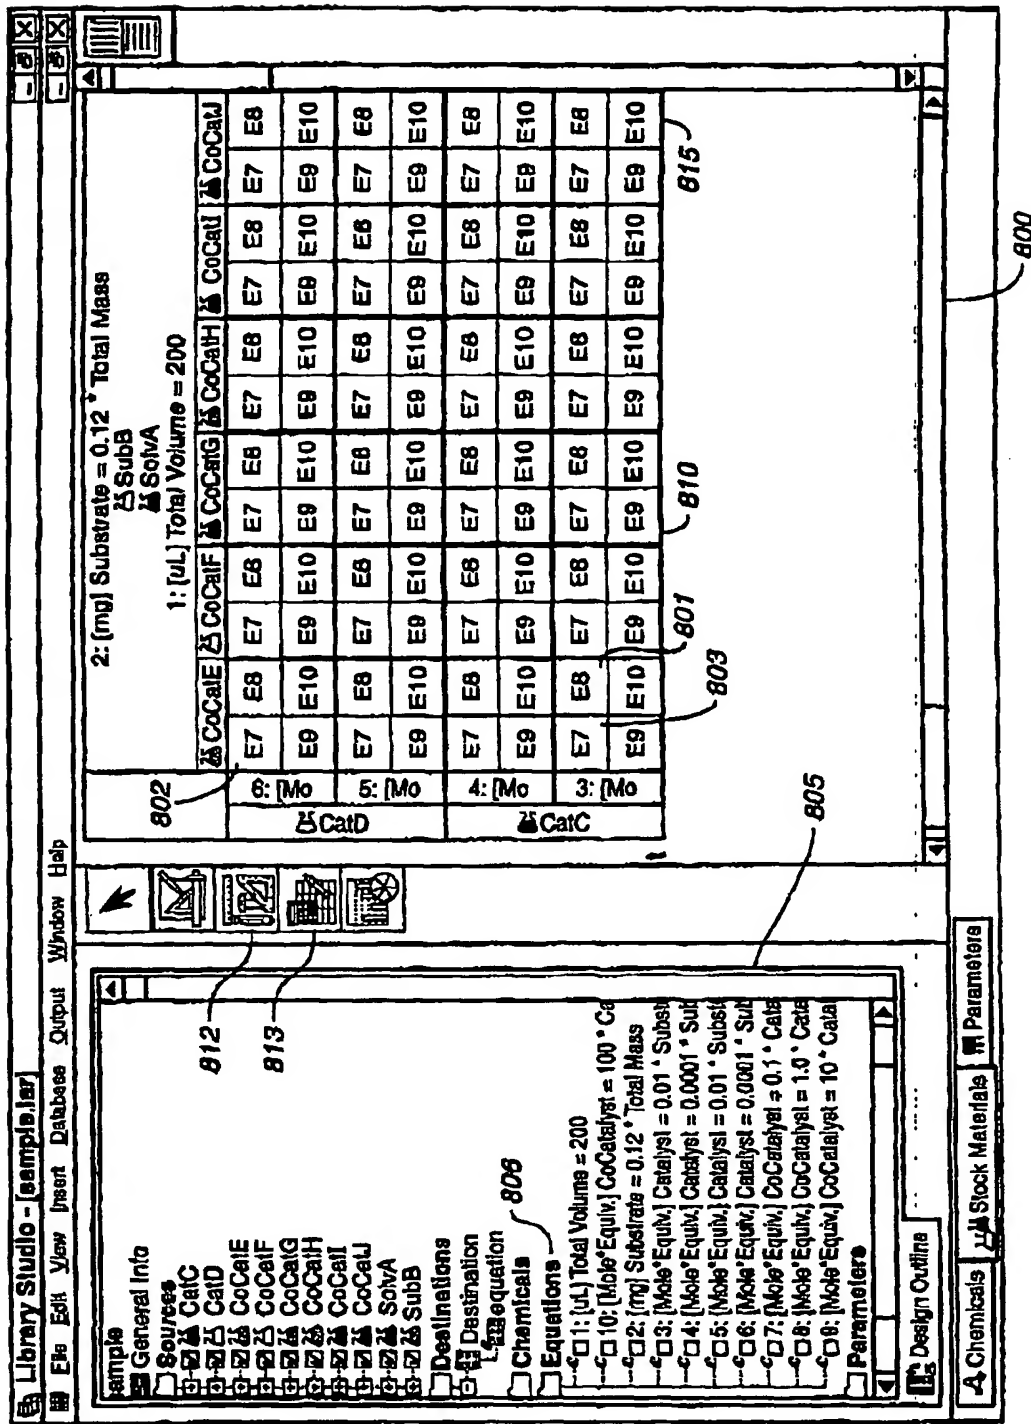 Library Studio - [sample.lar]
File Edit View Insert Database Output Window Help
sample
General Info
Sources
CatC
CatD
CoCatE
CoCatF
CoCatG
CoCatH
CoCatI
CoCatJ
SolvA
SubB
Destinations
Destination
mequation
Chemicals
Equations
806
1: [uL] Total Volume = 200
10: [Mole*Equiv.] CoCatalyst = 100 * Ca
2: [mg] Substrate = 0.12 * Total Mass
3: [Mole*Equiv.] Catalyst = 0.01 * Subst
4: [Mole*Equiv.] Catalyst = 0.0001 * Sub
5: [Mole*Equiv.] Catalyst = 0.01 * Subst
6: [Mole*Equiv.] Catalyst = 0.0001 * Sub
7: [Mole*Equiv.] CoCatalyst = 0.1 * Cata
8: [Mole*Equiv.] CoCatalyst = 1.0 * Cata
9: [Mole*Equiv.] CoCatalyst = 10 * Catal
Parameters
Design Outline
805
812
813
2: [mg] Substrate = 0.12 * Total Mass
SubB
SolvA
1: [uL] Total Volume = 200
802
CoCatE CoCatF CoCatG CoCatH CoCatI CoCatJ
CatD
6: [Mo
E7 E8 E7 E8 E7 E8 E7 E8 E7 E8 E7 E8
E9 E10 E9 E10 E9 E10 E9 E10 E9 E10 E9 E10
5: [Mo
E7 E8 E7 E8 E7 E8 E7 E8 E7 E8 E7 E8
E9 E10 E9 E10 E9 E10 E9 E10 E9 E10 E9 E10
CatC
4: [Mo
E7 E8 E7 E8 E7 E8 E7 E8 E7 E8 E7 E8
E9 E10 E9 E10 E9 E10 E9 E10 E9 E10 E9 E10
3: [Mo
E7 E8 E7 E8 E7 E8 E7 E8 E7 E8 E7 E8
E9 E10 E9 E10 E9 E10 E9 E10 E9 E10 E9 E10
803
801
810
815
Chemicals Stock Materials Parameters
800